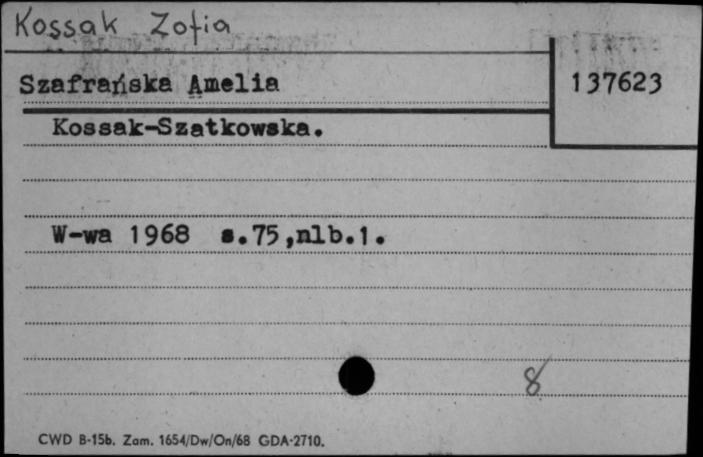 Kossak Zofia
Szafrańska Amelia 137623
Kossak-Szatkowska.
W-wa 1968 s.75,nlb.1.
8
CWD B-15b. Zam. 1654/Dw/On/68 GDA-2710.